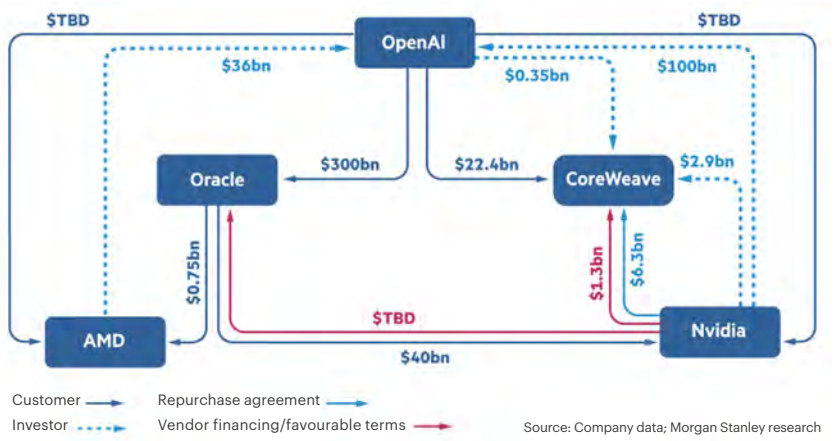 $TBD
OpenAI
$TBD
$36bn
$0.35bn
$100bn
Oracle
$300bn
$22.4bn
CoreWeave
$2.9bn
$0.75bn
$1.3bn
$6.3bn
$TBD
AMD
Nvidia
$40bn
Customer
Repurchase agreement
Investor
Vendor financing/favourable terms
Source: Company data; Morgan Stanley research